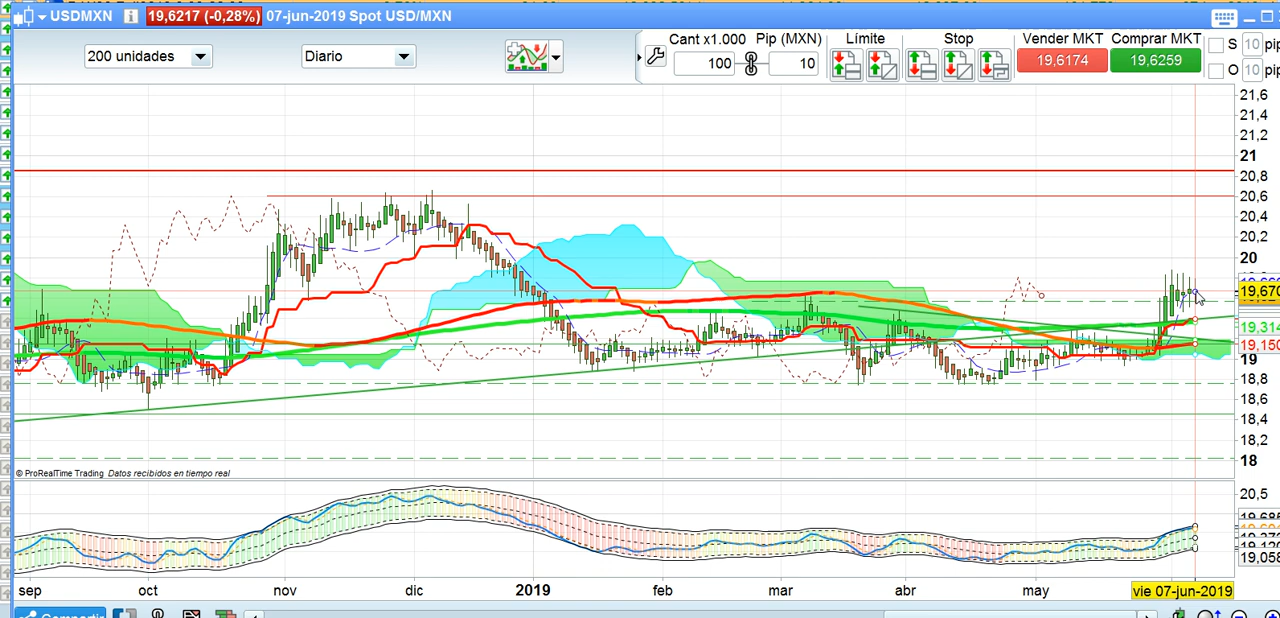 USDMXN i 19,6217 (-0,28%) 07-jun-2019 Spot USD/MXN
200 unidades
Diario
Cant x1.000 Pip (MXN) Límite Stop Vender MKT Comprar MKT
100 10 19,6174 19,6259
S 10 pip
O 10 pip
21,6
21,4
21,2
21
20,8
20,6
20,4
20,2
20
19.670
19,314
19,150
19
18,8
18,6
18,4
18,2
18
© ProRealTime Trading Datos recibidos en tiempo real
20,5
19,058
sep oct nov dic 2019 feb mar abr may vie 07-jun-2019
Compartir